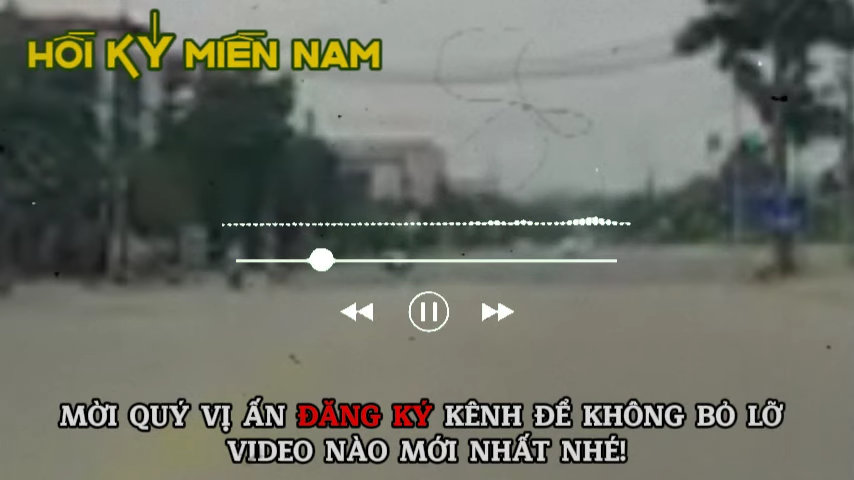 HỒI KÝ MIỀN NAM
MỜI QUÝ VỊ ẤN ĐĂNG KÝ KÊNH ĐỂ KHÔNG BỎ LỠ
VIDEO NÀO MỚI NHẤT NHÉ!